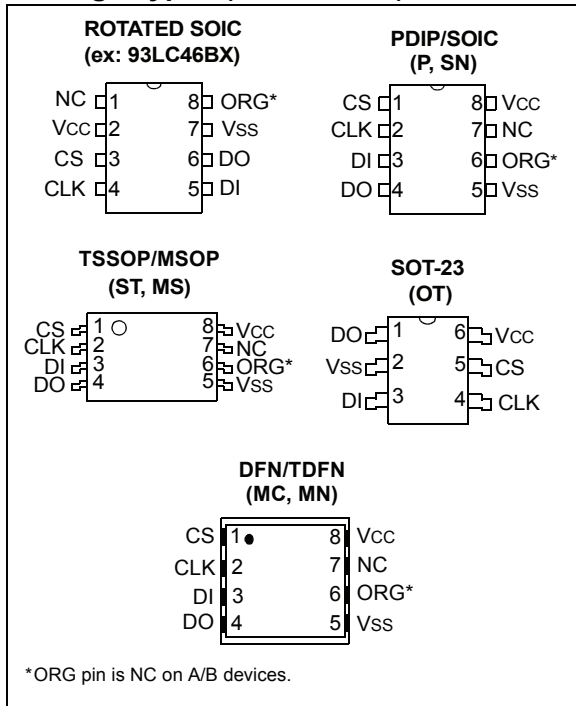 ROTATED SOIC
(ex: 93LC46BX)
NC 1 8 ORG*
VCC 2 7 VSS
CS 3 6 DO
CLK 4 5 DI
PDIP/SOIC
(P, SN)
CS 1 8 VCC
CLK 2 7 NC
DI 3 6 ORG*
DO 4 5 VSS
TSSOP/MSOP
(ST, MS)
CS 1 8 VCC
CLK 2 7 NC
DI 3 6 ORG*
DO 4 5 VSS
SOT-23
(OT)
DO 1 6 VCC
VSS 2 5 CS
DI 3 4 CLK
DFN/TDFN
(MC, MN)
CS 1 8 VCC
CLK 2 7 NC
DI 3 6 ORG*
DO 4 5 VSS
*ORG pin is NC on A/B devices.